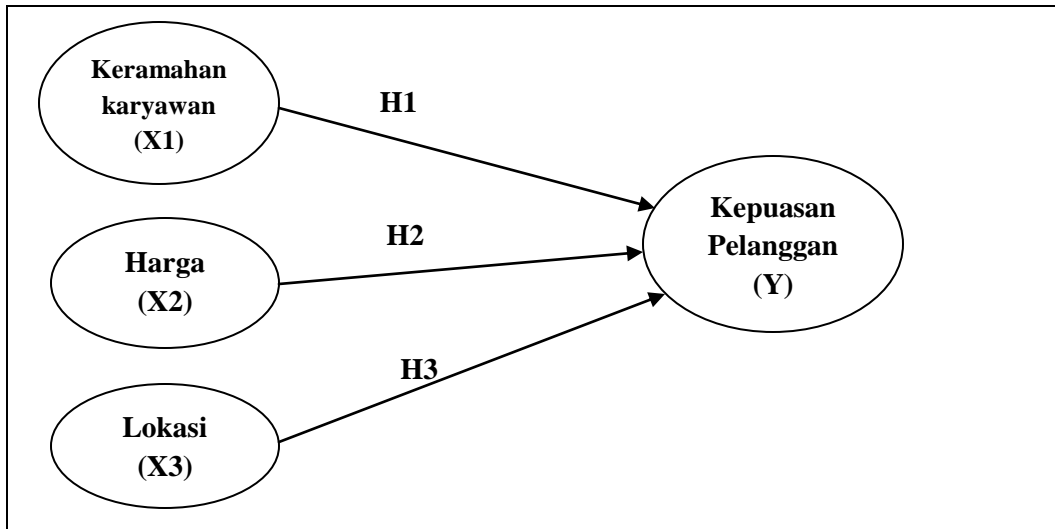 Keramahan
karyawan
(X1)
H1
Kepuasan
Pelanggan
(Y)
H2
Harga
(X2)
H3
Lokasi
(X3)